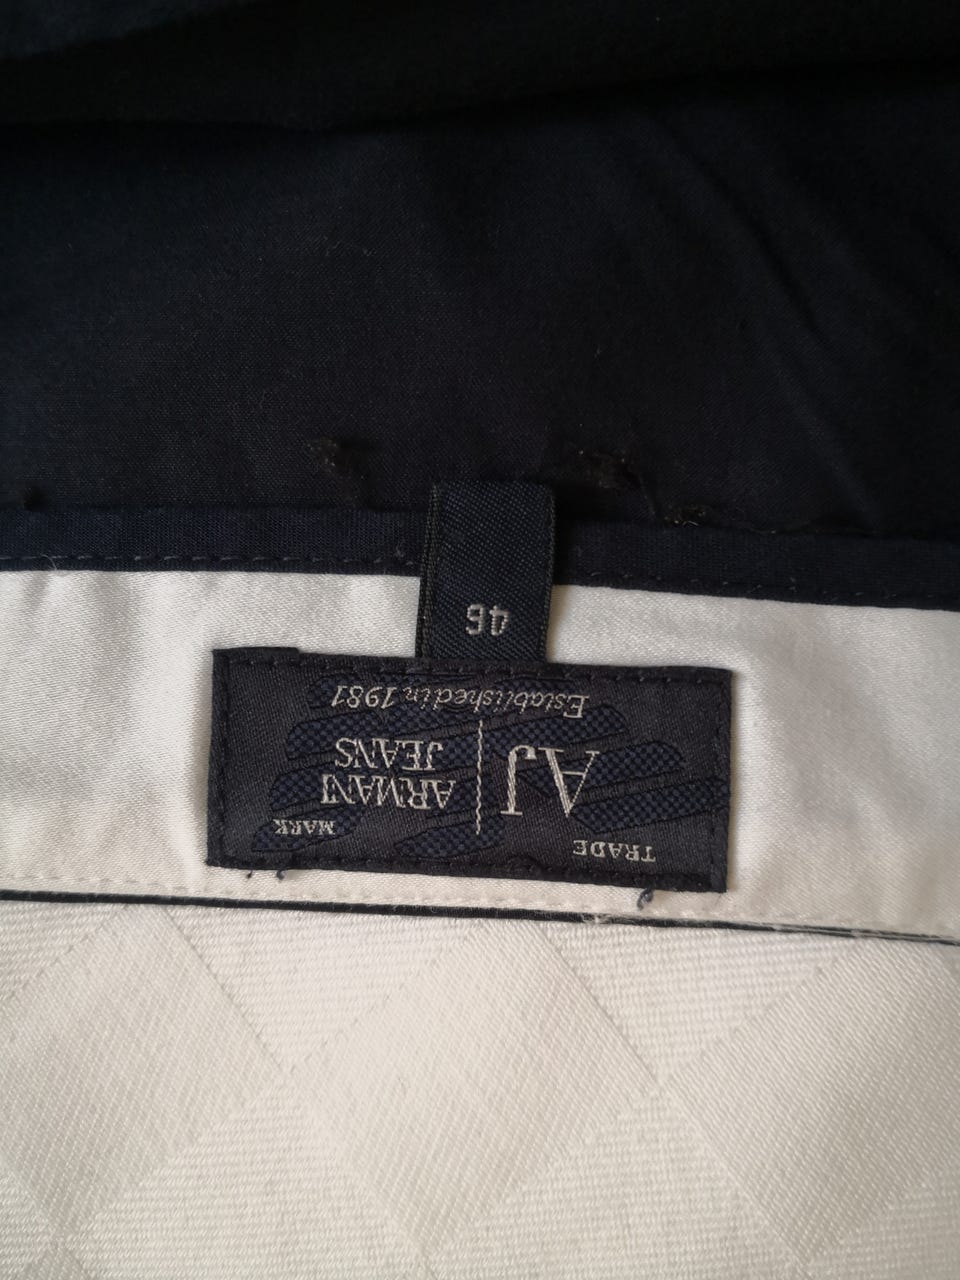 TRADE MARK
AJ ARMANI
JEANS
Established in 1981
46